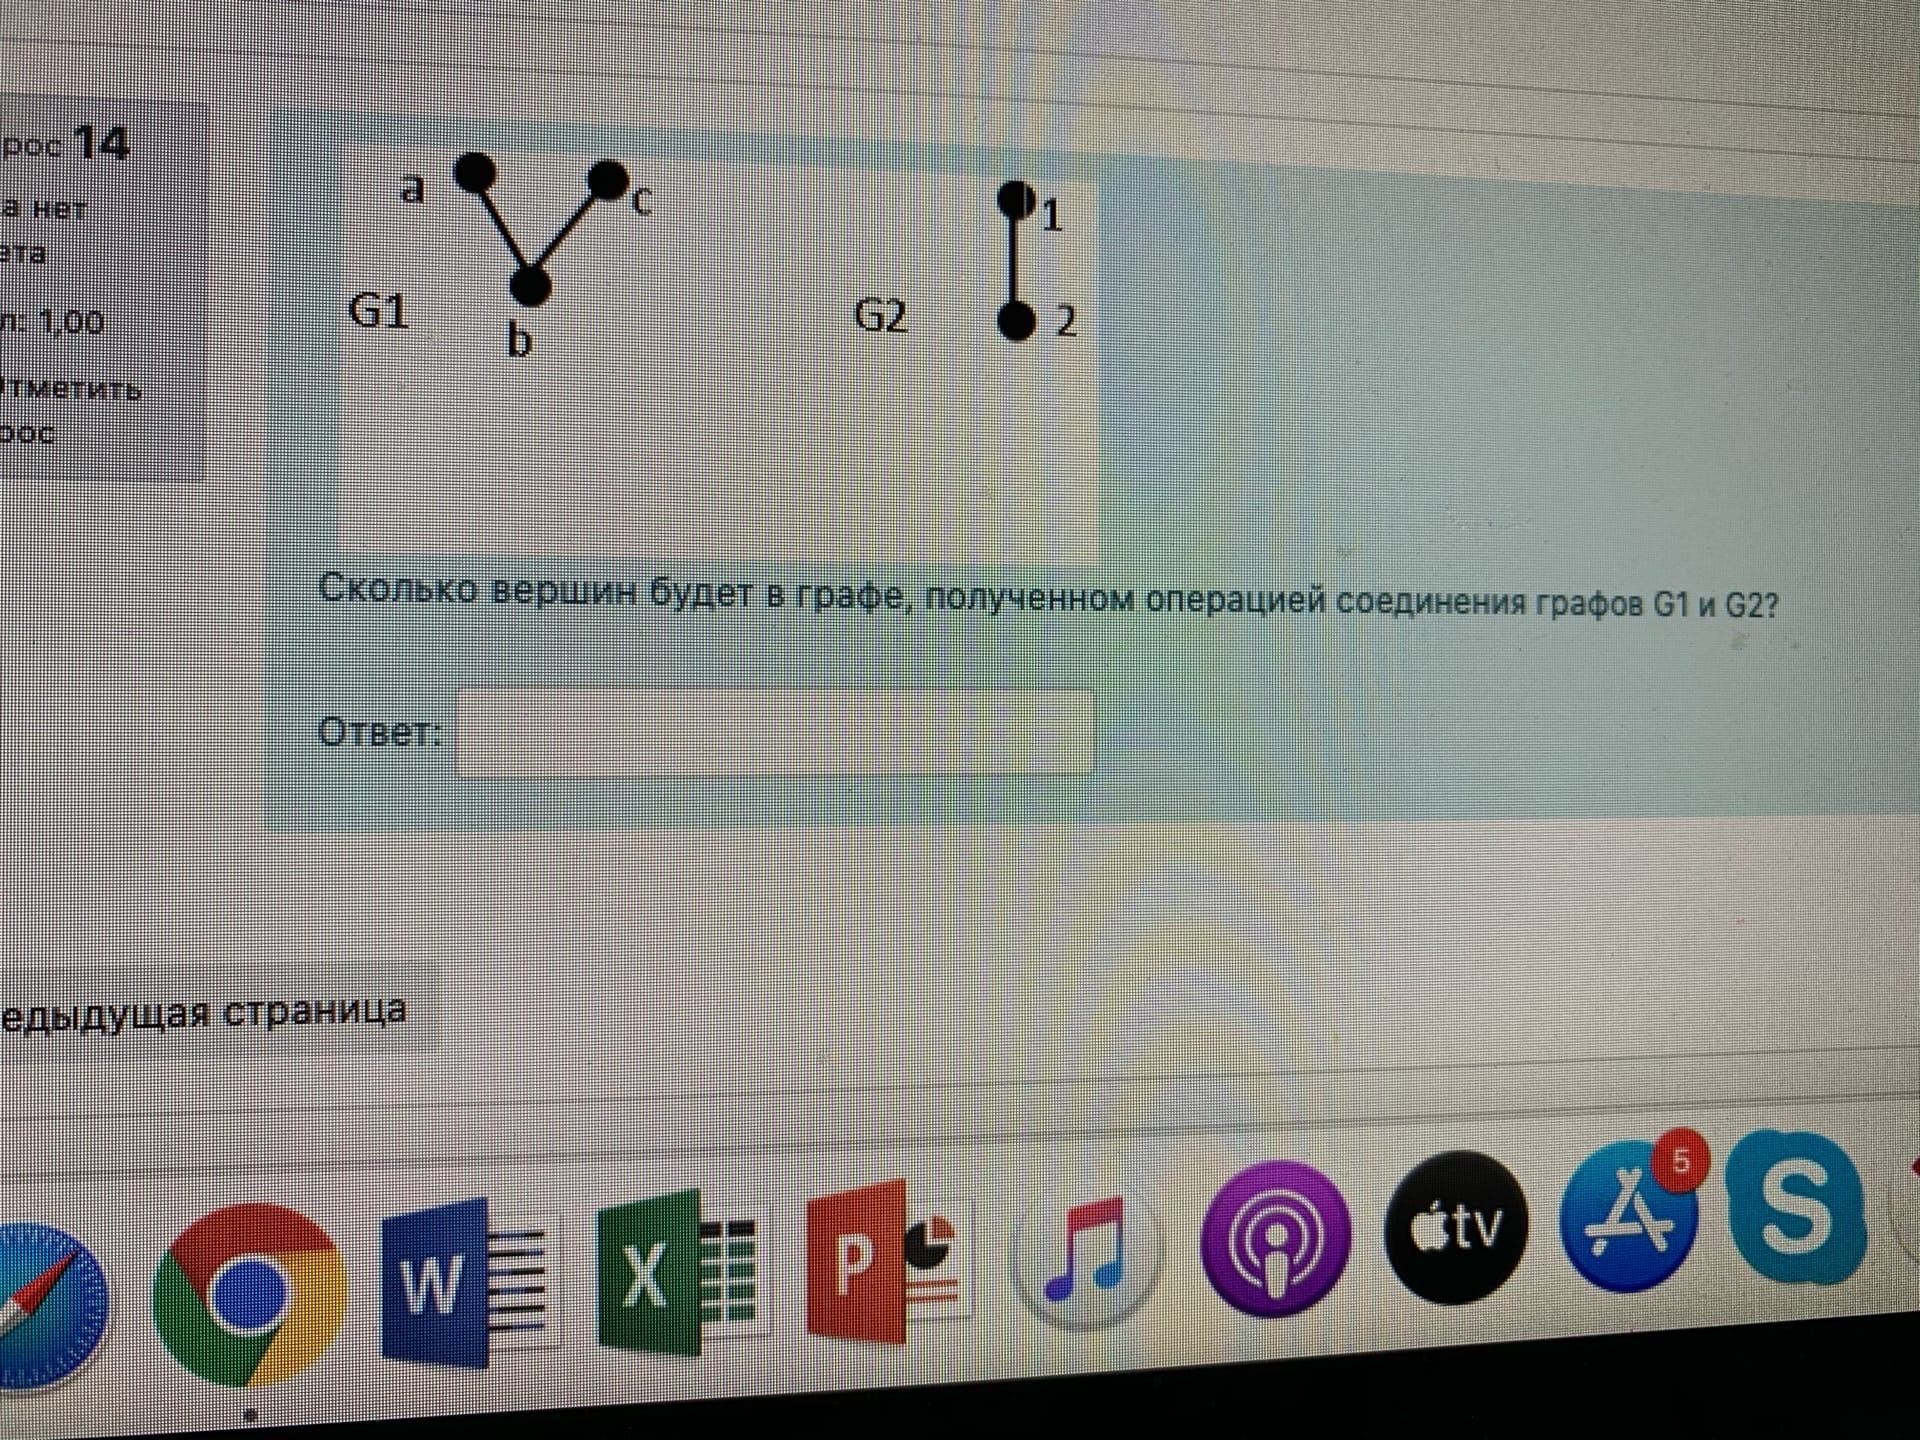 рос 14
а нет
ета
л: 1,00
тметить
рос
a
c
b
G1
1
G2
2
Сколько вершин будет в графе, полученном операцией соединения графов G1 и G2?
Ответ:
едыдущая страница
W
X
P
tv
5
S